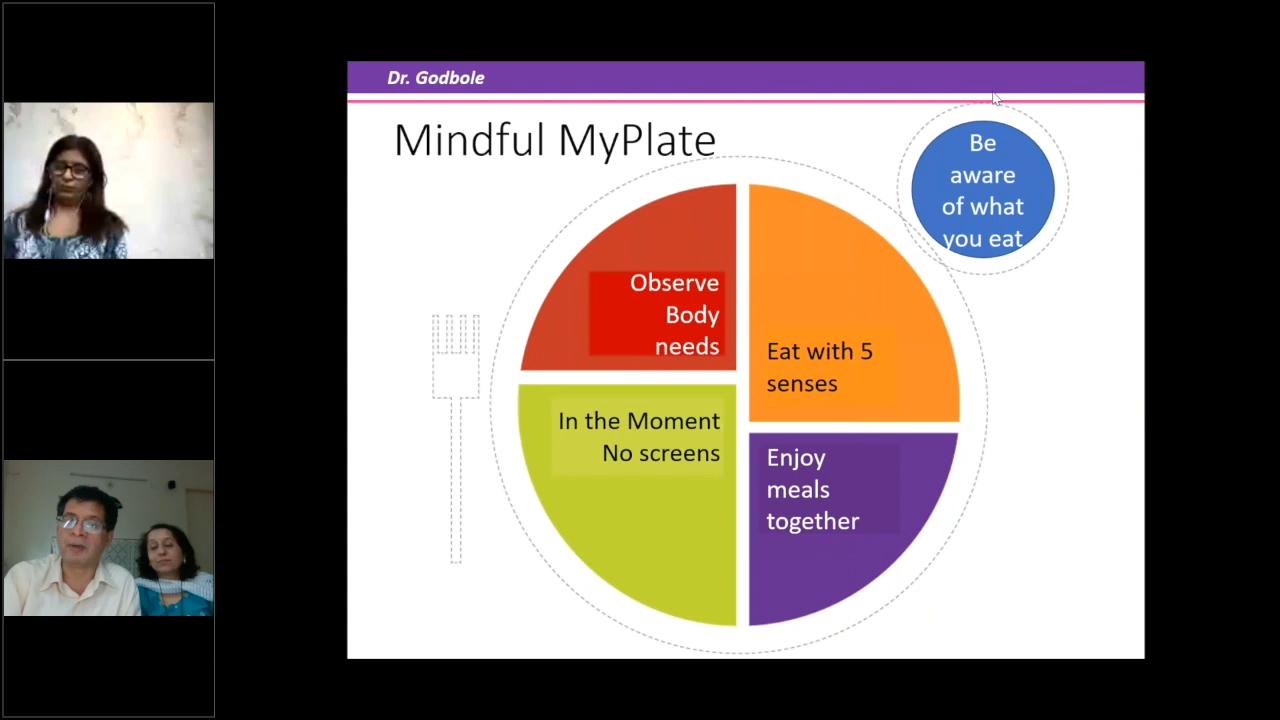 Dr. Godbole
Mindful MyPlate
Be
aware
of what
you eat
Observe
Body
needs
Eat with 5
senses
In the Moment
No screens
Enjoy
meals
together